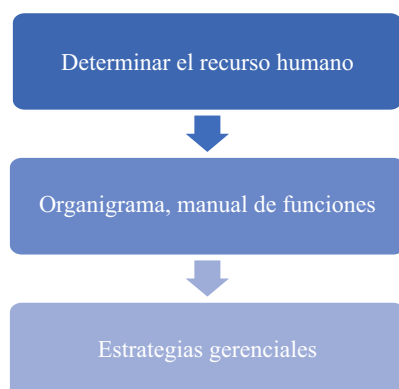 Determinar el recurso humano
Organigrama, manual de funciones
Estrategias gerenciales